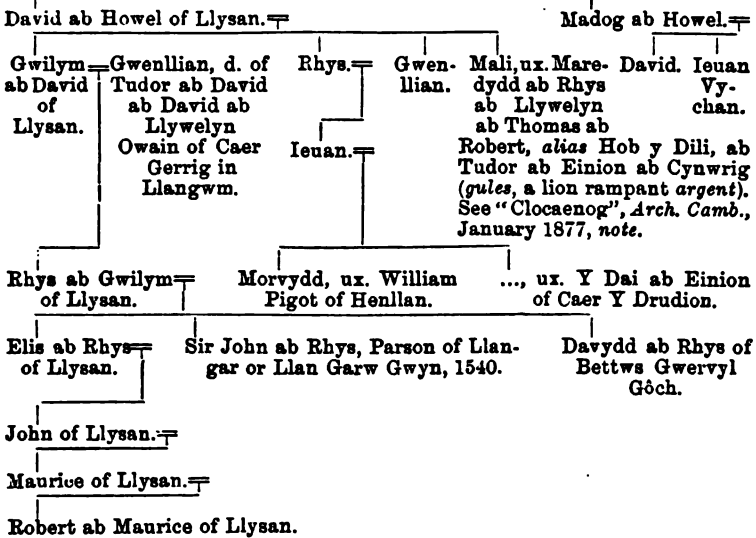 David ab Howel of Llysan.
Madog ab Howel.
Gwilym
ab David
of
Llysan.
Gwenllian, d. of
Tudor ab David
ab David ab
Llywelyn
Owain of Caer
Gerrig in
Llangwm.
Rhys.
Gwen-
llian.
Mali, ux. Mare-
dydd ab Rhys
ab Llywelyn
ab Thomas ab
Robert, alias Hob y Dili, ab
Tudor ab Einion ab Cynwrig
(gules, a lion rampant argent).
See "Clocaenog", Arch. Camb.,
January 1877, note.
David.
Ieuan
Vy-
chan.
Ieuan.
Rhys ab Gwilym
of Llysan.
Morvydd, ux. William
Pigot of Henllan.
..., ux. Y Dai ab Einion
of Caer Y Drudion.
Elis ab Rhys
of Llysan.
Sir John ab Rhys, Parson of Llan-
gar or Llan Garw Gwyn, 1540.
Davydd ab Rhys of
Bettws Gwervyl
Gôch.
John of Llysan.
Maurice of Llysan.
Robert ab Maurice of Llysan.